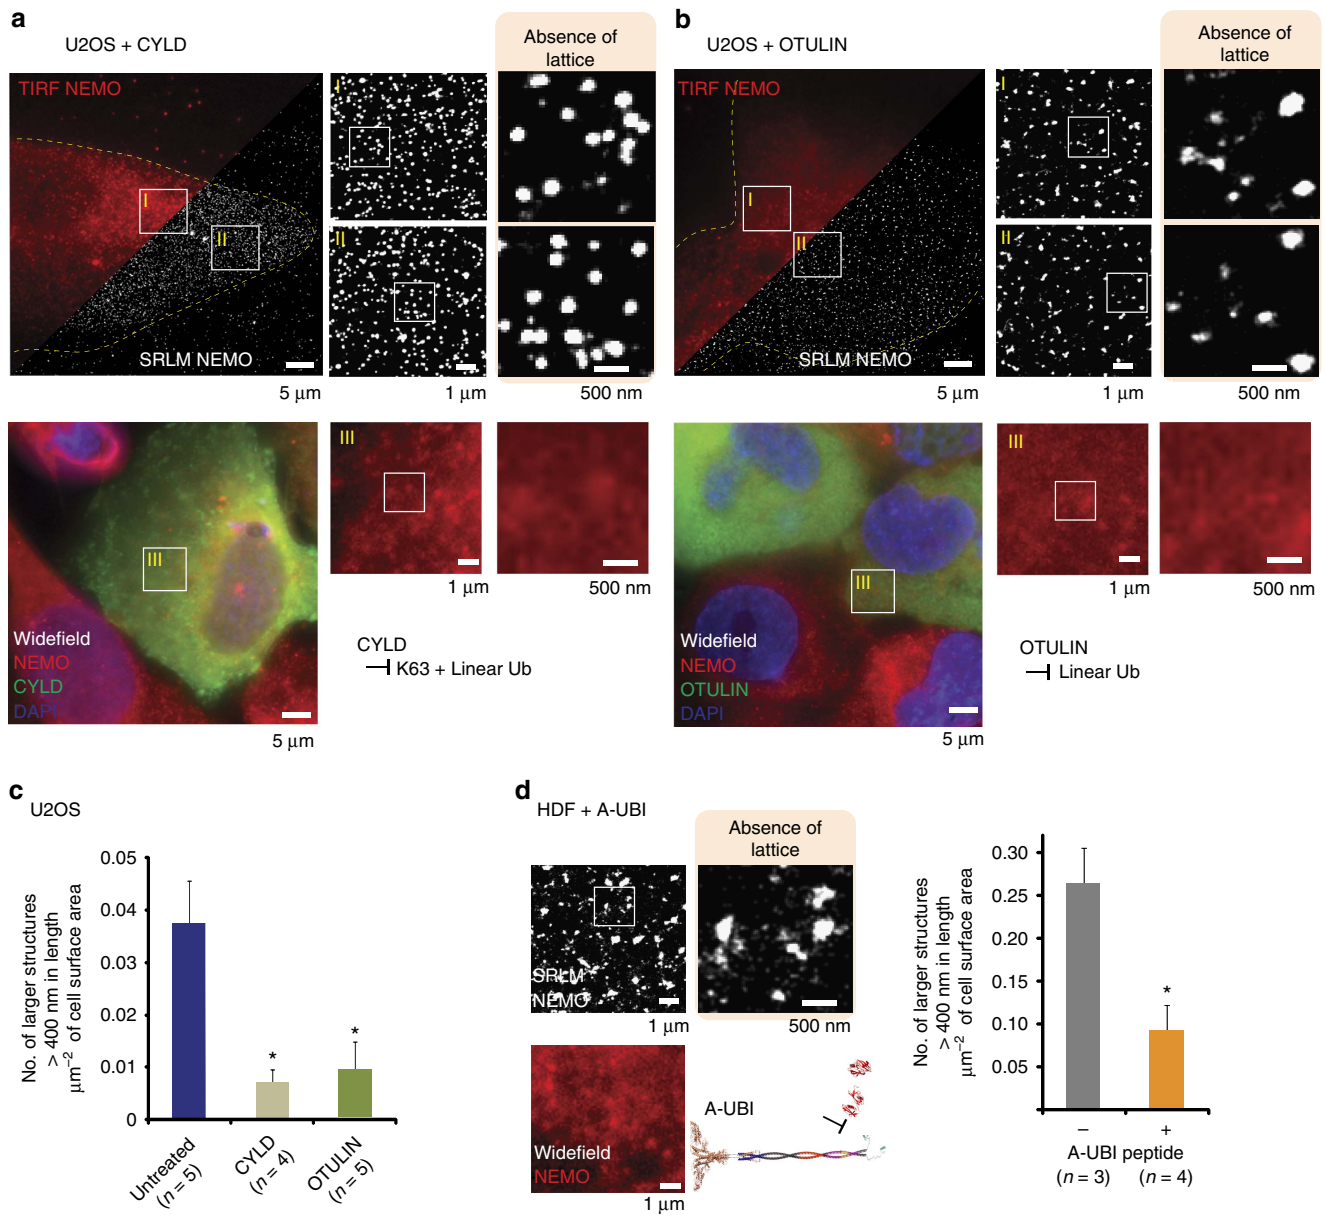 a
U2OS + CYLD
Absence of
lattice
TIRF NEMO
I
II
SRLM NEMO
5 μm
I
II
1 μm
500 nm
III
Widefield
NEMO
CYLD
DAPI
5 μm
III
1 μm
500 nm
CYLD
K63 + Linear Ub
b
U2OS + OTULIN
Absence of
lattice
TIRF NEMO
I
II
SRLM NEMO
5 μm
I
II
1 μm
500 nm
III
Widefield
NEMO
OTULIN
DAPI
5 μm
III
1 μm
500 nm
OTULIN
Linear Ub
c
U2OS
No. of larger structures
> 400 nm in length
μm⁻² of cell surface area
0.05
0.04
0.03
0.02
0.01
0
*
*
Untreated
(n = 5)
CYLD
(n = 4)
OTULIN
(n = 5)
d
HDF + A-UBI
Absence of
lattice
SRLM
NEMO
1 μm
500 nm
Widefield
NEMO
1 μm
A-UBI
No. of larger structures
> 400 nm in length
μm⁻² of cell surface area
0.30
0.25
0.20
0.15
0.10
0.05
*
– +
A-UBI peptide
(n = 3) (n = 4)